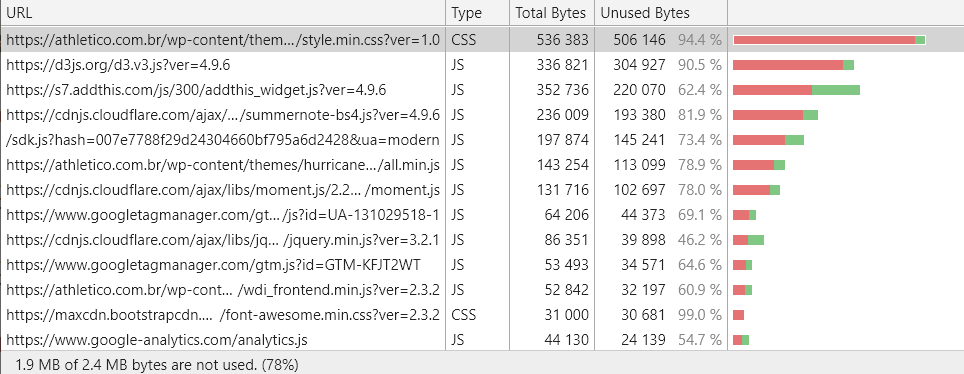 URL Type Total Bytes Unused Bytes
https://athletico.com.br/wp-content/them… /style.min.css?ver=1.0 CSS 536 383 506 146 94.4 %
https://d3js.org/d3.v3.js?ver=4.9.6 JS 336 821 304 927 90.5 %
https://s7.addthis.com/js/300/addthis_widget.js?ver=4.9.6 JS 352 736 220 070 62.4 %
https://cdnjs.cloudflare.com/ajax/… /summernote-bs4.js?ver=4.9.6 JS 236 009 193 380 81.9 %
/sdk.js?hash=007e7788f29d24304660bf795a6d2428&ua=modern JS 197 874 145 241 73.4 %
https://athletico.com.br/wp-content/themes/hurricane… /all.min.js JS 143 254 113 099 78.9 %
https://cdnjs.cloudflare.com/ajax/libs/moment.js/2.2… /moment.js JS 131 716 102 697 78.0 %
https://www.googletagmanager.com/gt… /js?id=UA-131029518-1 JS 64 206 44 373 69.1 %
https://cdnjs.cloudflare.com/ajax/libs/jq… /jquery.min.js?ver=3.2.1 JS 86 351 39 898 46.2 %
https://www.googletagmanager.com/gtm.js?id=GTM-KFJT2WT JS 53 493 34 571 64.6 %
https://athletico.com.br/wp-cont… /wdi_frontend.min.js?ver=2.3.2 JS 52 842 32 197 60.9 %
https://maxcdn.bootstrapcdn.… /font-awesome.min.css?ver=2.3.2 CSS 31 000 30 681 99.0 %
https://www.google-analytics.com/analytics.js JS 44 130 24 139 54.7 %
1.9 MB of 2.4 MB bytes are not used. (78%)